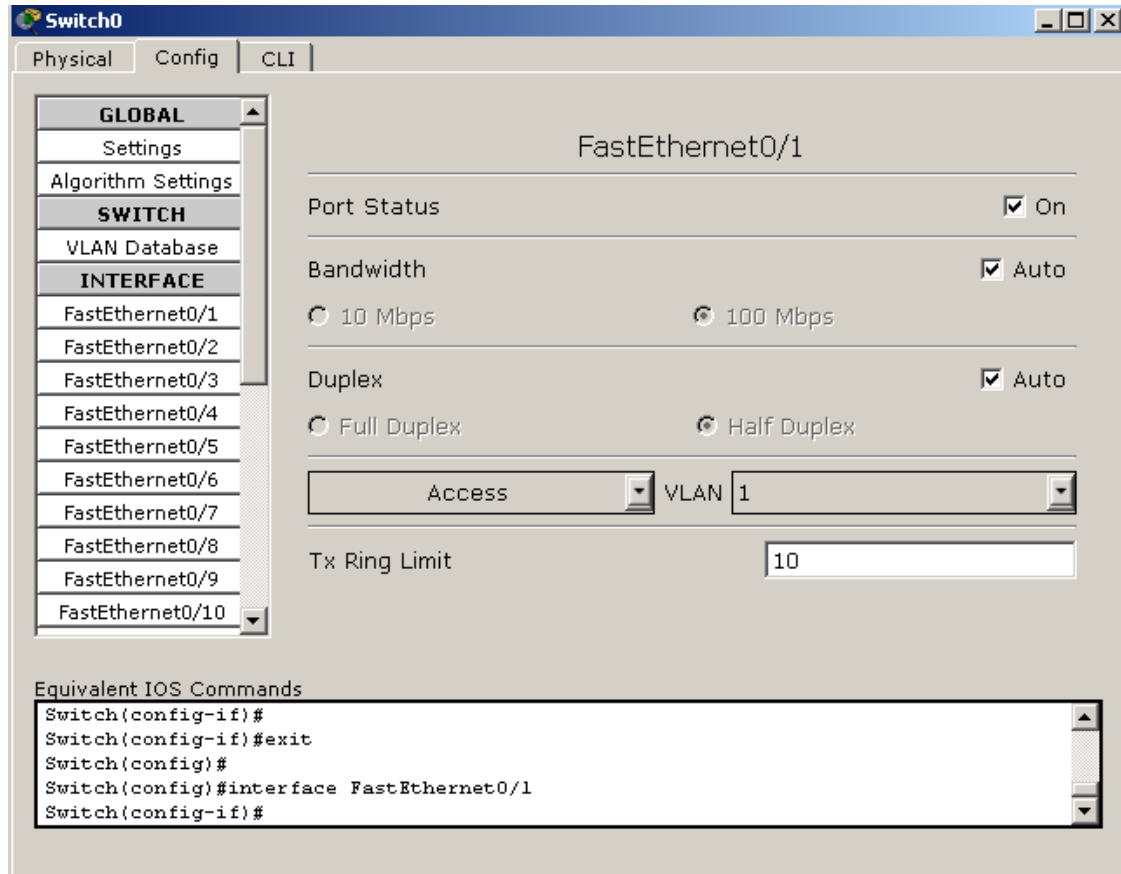 Switch0
Physical Config CLI
GLOBAL
Settings
Algorithm Settings
SWITCH
VLAN Database
INTERFACE
FastEthernet0/1
FastEthernet0/2
FastEthernet0/3
FastEthernet0/4
FastEthernet0/5
FastEthernet0/6
FastEthernet0/7
FastEthernet0/8
FastEthernet0/9
FastEthernet0/10
FastEthernet0/1
Port Status On
Bandwidth Auto
10 Mbps 100 Mbps
Duplex Auto
Full Duplex Half Duplex
Access VLAN 1
Tx Ring Limit 10
Equivalent IOS Commands
Switch(config-if)#
Switch(config-if)#exit
Switch(config)#
Switch(config)#interface FastEthernet0/1
Switch(config-if)#